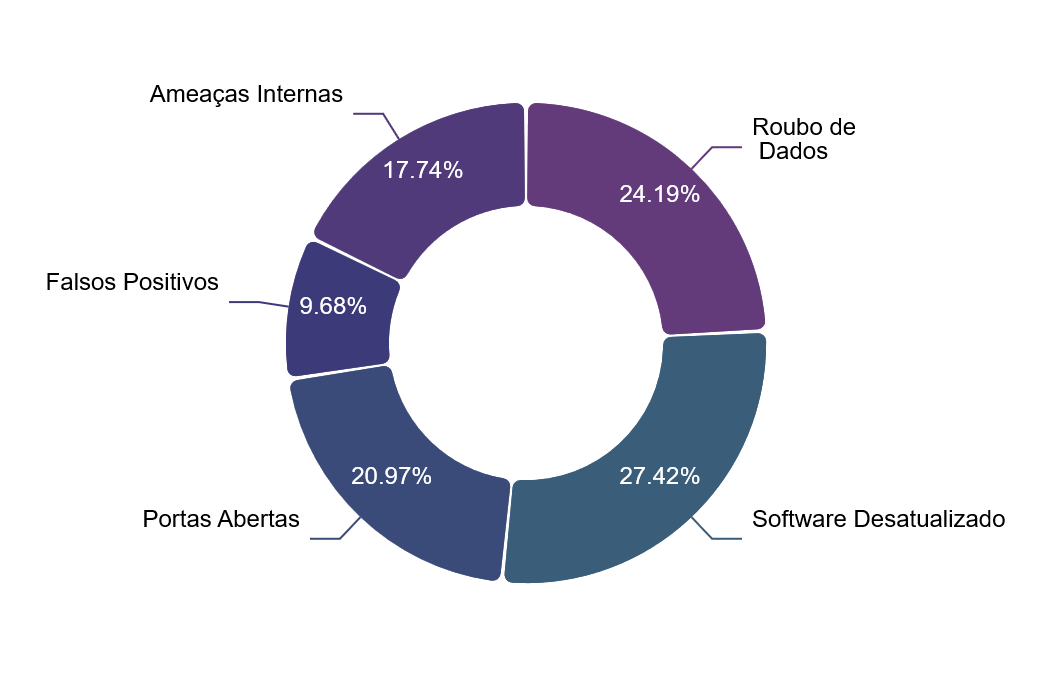 Ameaças Internas
Roubo de
Dados
17.74%
24.19%
Falsos Positivos
9.68%
20.97%
27.42%
Portas Abertas
Software Desatualizado